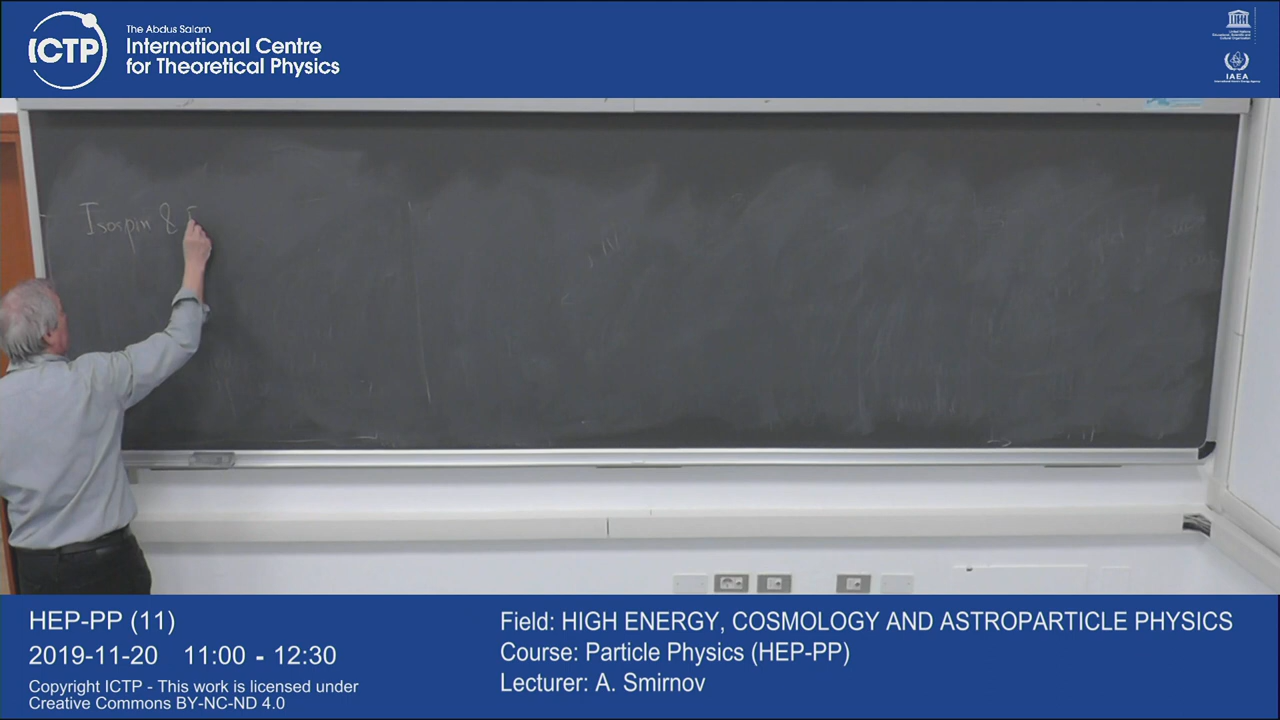 The Abdus Salam
ICTP International Centre
for Theoretical Physics
IAEA
Isospin &
HEP-PP (11)
2019-11-20 11:00 - 12:30
Copyright ICTP - This work is licensed under
Creative Commons BY-NC-ND 4.0
Field: HIGH ENERGY, COSMOLOGY AND ASTROPARTICLE PHYSICS
Course: Particle Physics (HEP-PP)
Lecturer: A. Smirnov